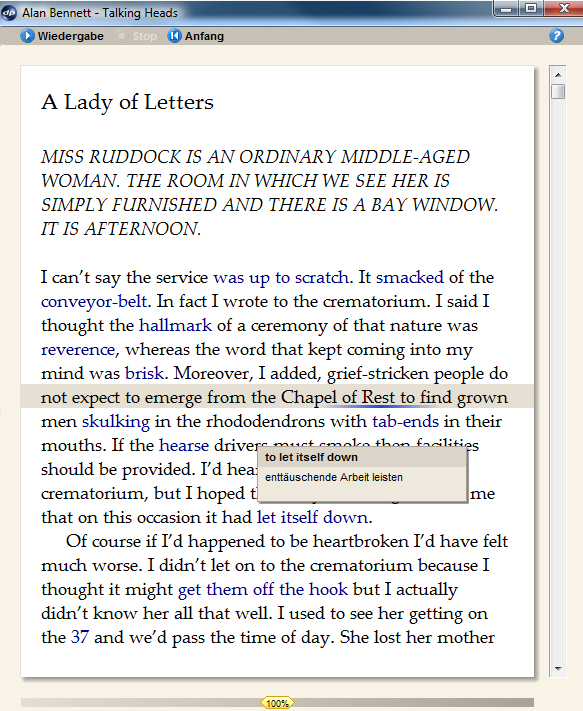 dp Alan Bennett - Talking Heads
Wiedergabe Stop Anfang ?
A Lady of Letters
MISS RUDDOCK IS AN ORDINARY MIDDLE-AGED
WOMAN. THE ROOM IN WHICH WE SEE HER IS
SIMPLY FURNISHED AND THERE IS A BAY WINDOW.
IT IS AFTERNOON.
I can't say the service was up to scratch. It smacked of the
conveyor-belt. In fact I wrote to the crematorium. I said I
thought the hallmark of a ceremony of that nature was
reverence, whereas the word that kept coming into my
mind was brisk. Moreover, I added, grief-stricken people do
not expect to emerge from the Chapel of Rest to find grown
men skulking in the rhododendrons with tab-ends in their
mouths. If the hearse drivers must smoke then facilities
should be provided. I'd hea
crematorium, but I hoped me
that on this occasion it had let itself down.
to let itself down
enttäuschende Arbeit leisten
Of course if I'd happened to be heartbroken I'd have felt
much worse. I didn't let on to the crematorium because I
thought it might get them off the hook but I actually
didn't know her all that well. I used to see her getting on
the 37 and we'd pass the time of day. She lost her mother
100%